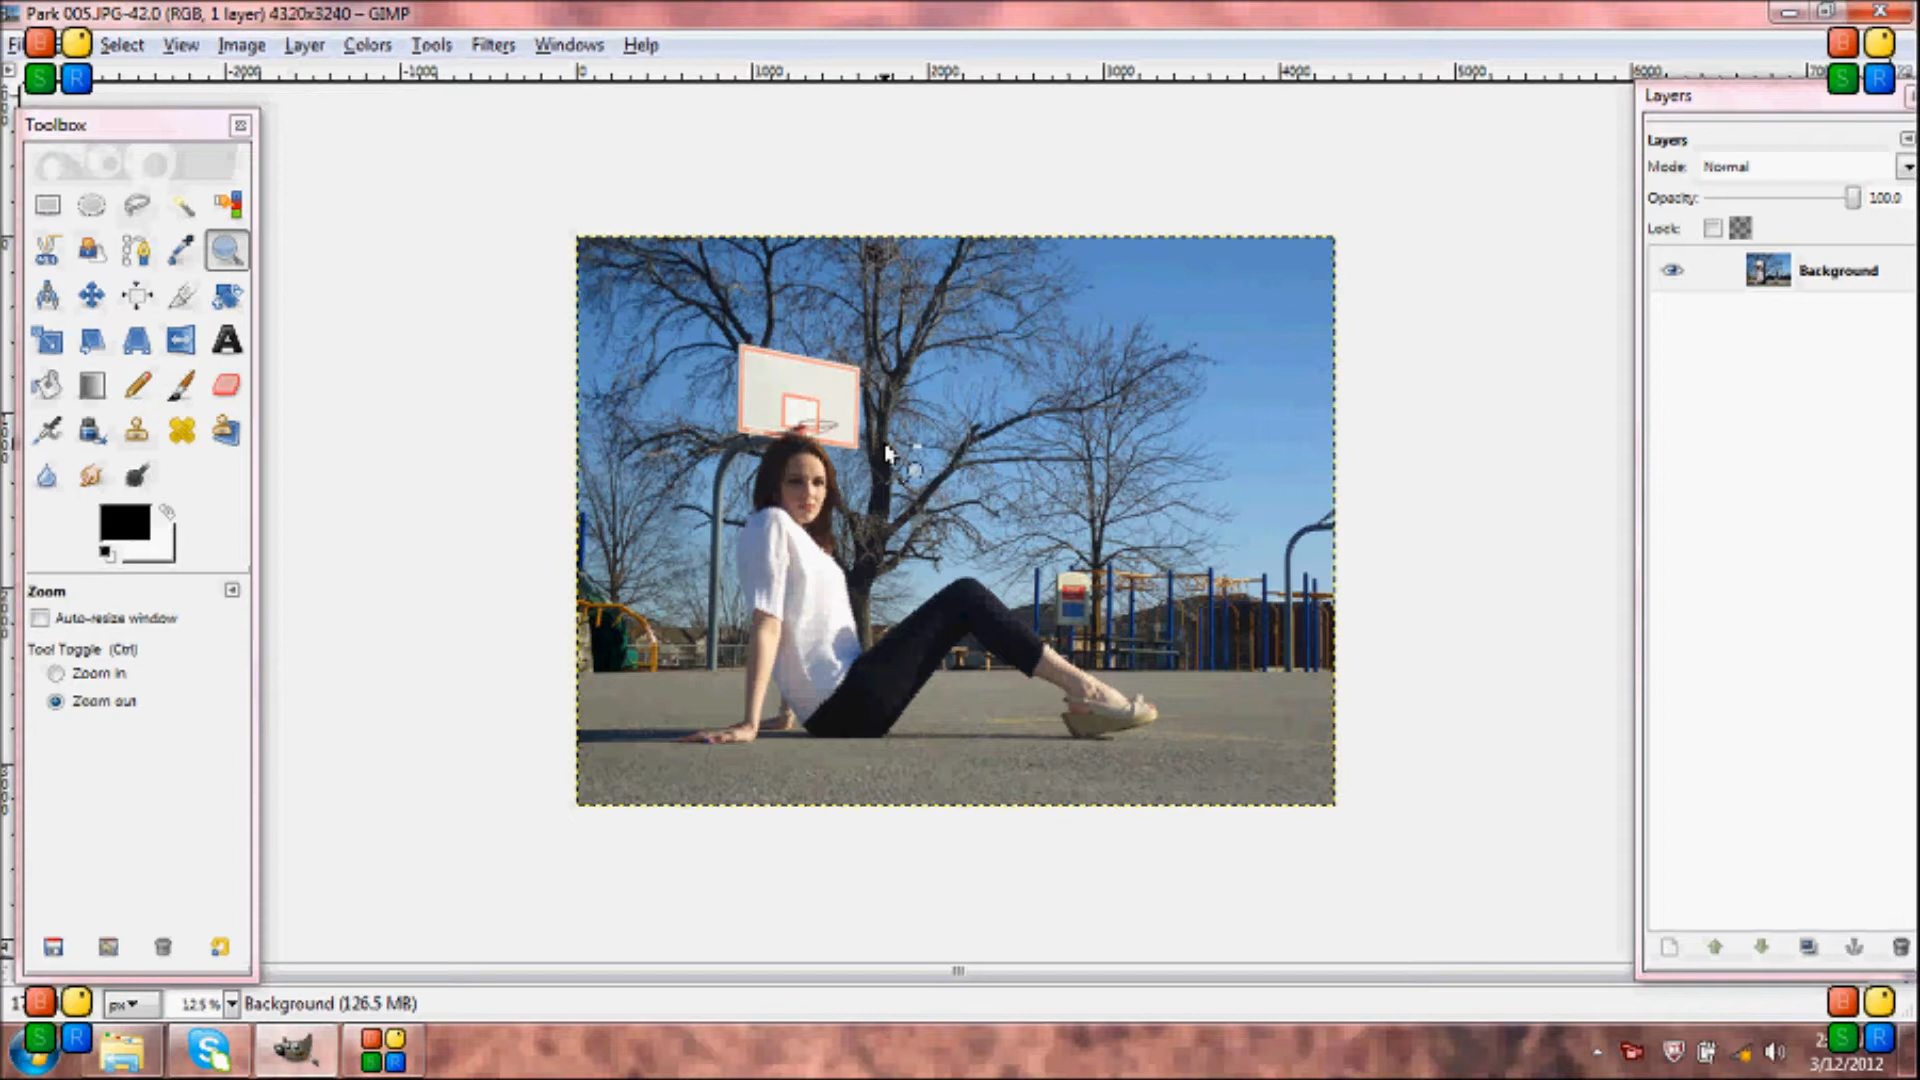 Park 005.JPG-42.0 (RGB, 1 layer) 4320x3240 – GIMP
Select View Image Layer Colors Tools Filters Windows Help
-2000 -1000 0 1000 2000 3000 4000 5000 6000
Toolbox
Zoom
Auto-resize window
Tool Toggle (Ctrl)
Zoom in
Zoom out
Layers
Layers
Mode: Normal
Opacity: 100.0
Lock:
Background
px 12.5 % Background (126.5 MB)
B
S R
B
S R
B
S R
B
S R
3/12/2012